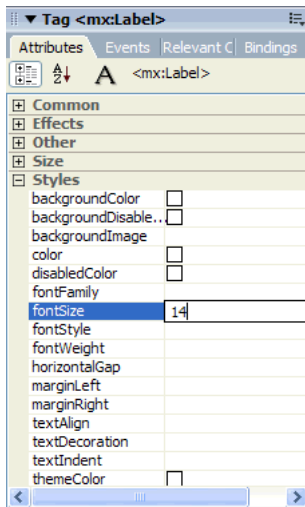 Tag <mx:Label>
Attributes Events Relevant C Bindings
A <mx:Label>
Common
Effects
Other
Size
Styles
backgroundColor
backgroundDisable...
backgroundImage
color
disabledColor
fontFamily
fontSize 14
fontStyle
fontWeight
horizontalGap
marginLeft
marginRight
textAlign
textDecoration
textIndent
themeColor